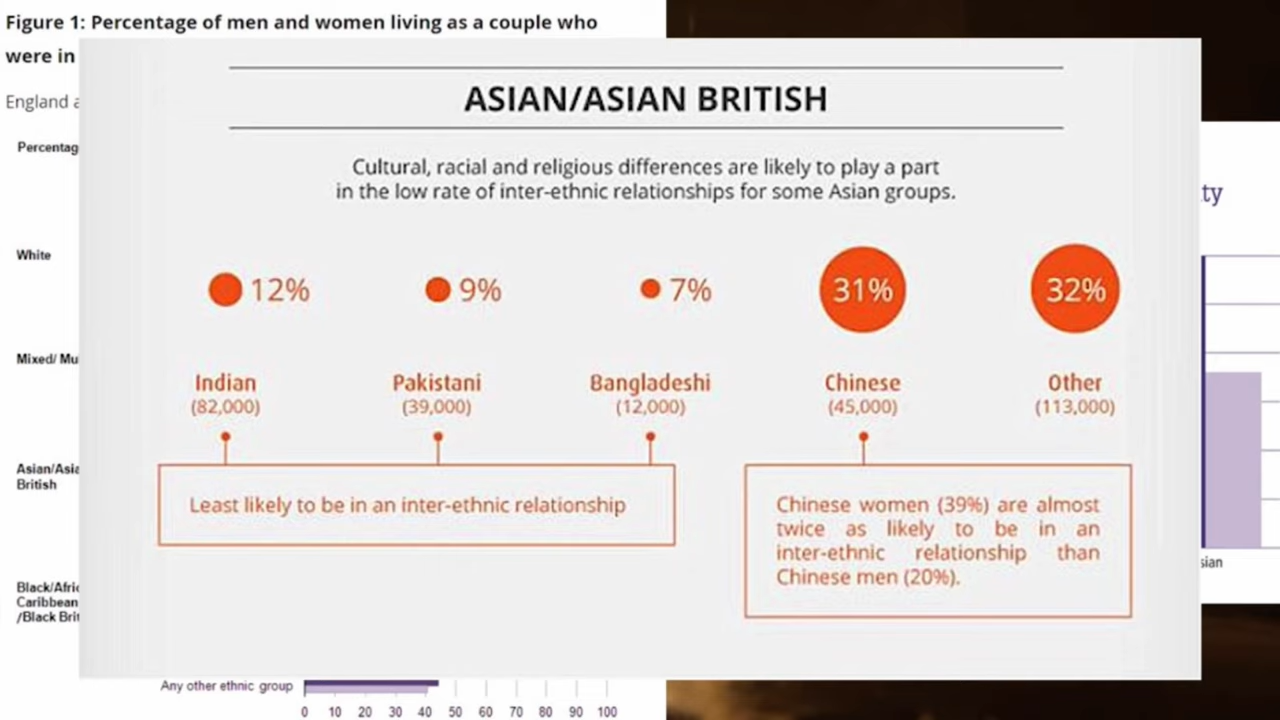 Figure 1: Percentage of men and women living as a couple who
were in
England a
Percentag
White
Mixed/ Mu
Asian/Asia
British
Black/Afric
Caribbean
/Black Brit
Any other ethnic group
0 10 20 30 40 50 60 70 80 90 100
ASIAN/ASIAN BRITISH
Cultural, racial and religious differences are likely to play a part
in the low rate of inter-ethnic relationships for some Asian groups.
12% 9% 7% 31% 32%
Indian Pakistani Bangladeshi Chinese Other
(82,000) (39,000) (12,000) (45,000) (113,000)
Least likely to be in an inter-ethnic relationship
Chinese women (39%) are almost
twice as likely to be in an
inter-ethnic relationship than
Chinese men (20%).
ty
sian